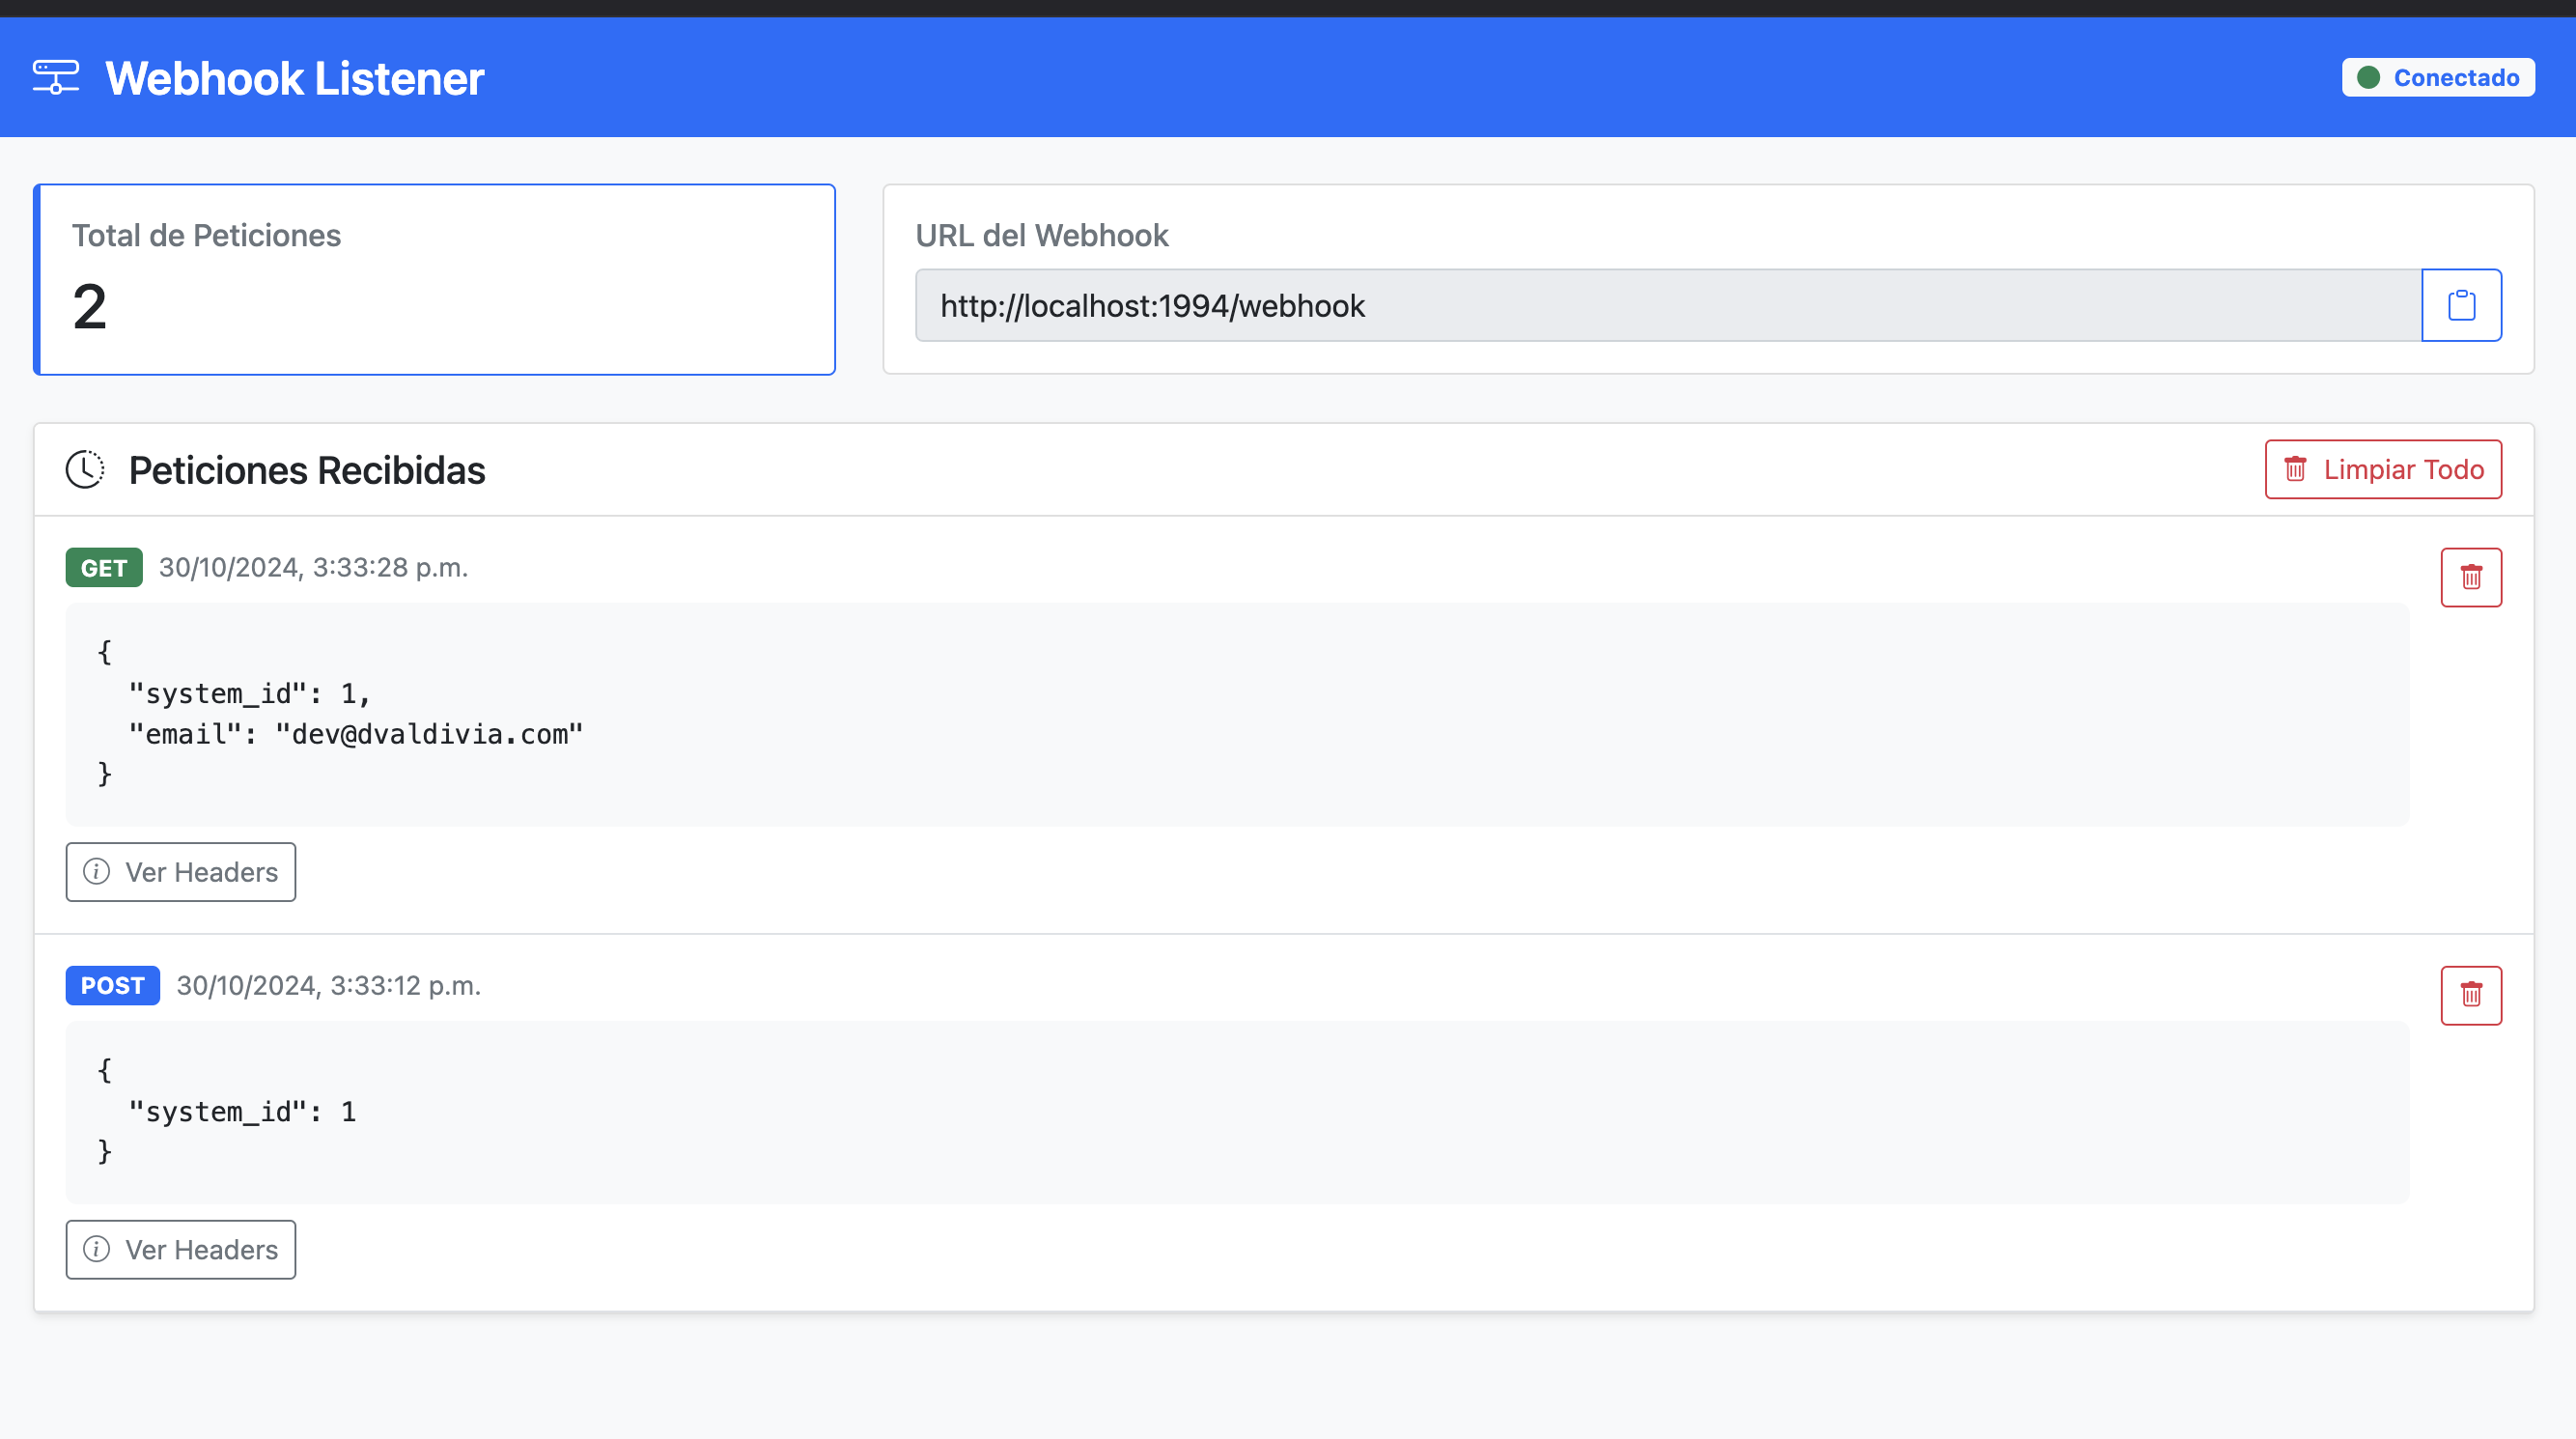 Webhook Listener
Conectado
Total de Peticiones
2
URL del Webhook
http://localhost:1994/webhook
Peticiones Recibidas
Limpiar Todo
GET 30/10/2024, 3:33:28 p.m.
{
  "system_id": 1,
  "email": "dev@dvaldivia.com"
}
Ver Headers
POST 30/10/2024, 3:33:12 p.m.
{
  "system_id": 1
}
Ver Headers